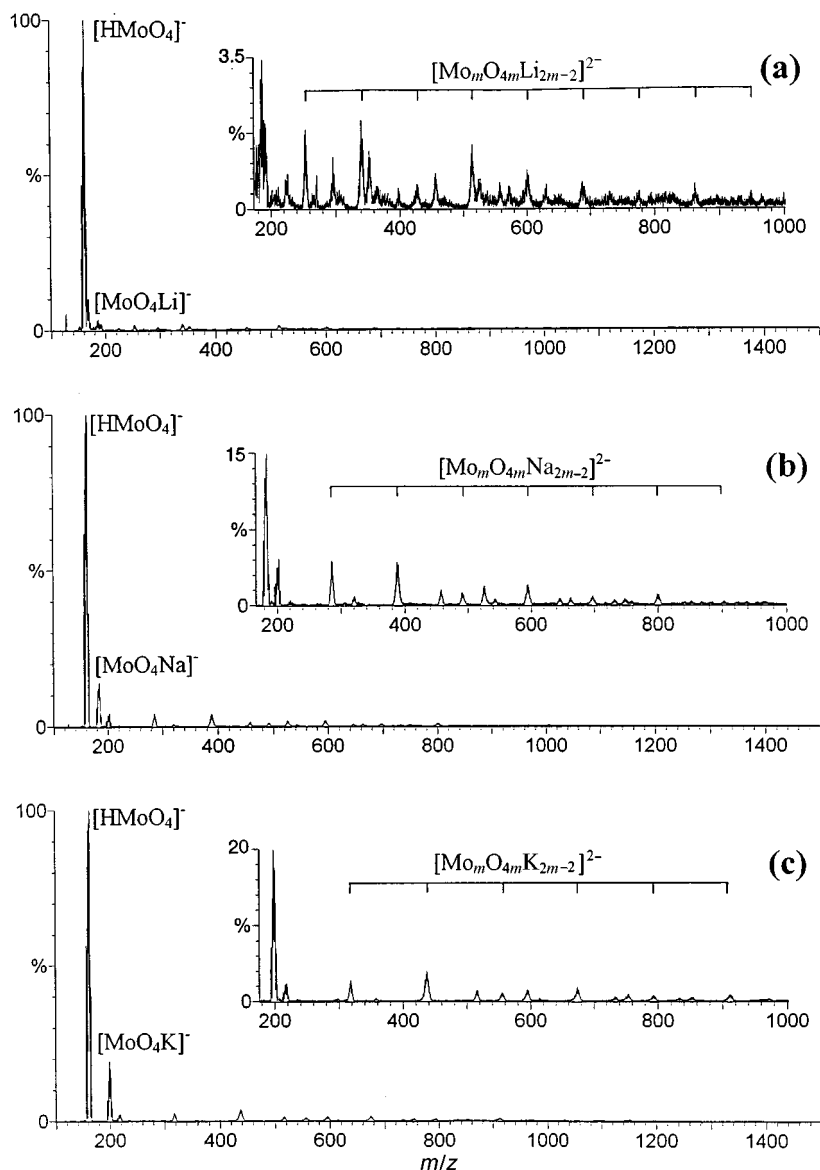 100
[HMoO₄]⁻
%
[MoO₄Li]⁻
0
200 400 600 800 1000 1200 1400
3.5
[MoₘO₄ₘLi₂ₘ₋₂]²⁻
(a)
%
0
200 400 600 800 1000
100
[HMoO₄]⁻
%
[MoO₄Na]⁻
0
200 400 600 800 1000 1200 1400
15
[MoₘO₄ₘNa₂ₘ₋₂]²⁻
(b)
%
0
200 400 600 800 1000
100
[HMoO₄]⁻
%
[MoO₄K]⁻
0
200 400 600 800 1000 1200 1400
20
[MoₘO₄ₘK₂ₘ₋₂]²⁻
(c)
%
0
200 400 600 800 1000
m/z